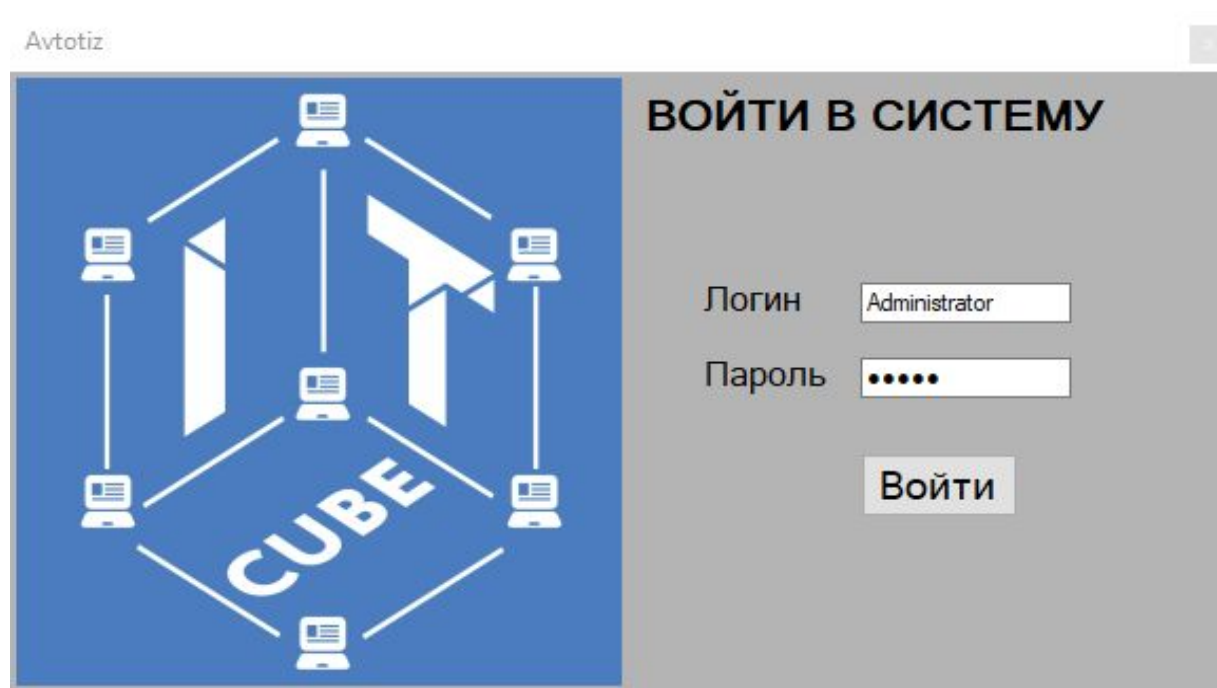 Avtotiz
ВОЙТИ В СИСТЕМУ
IT
CUBE
Логин Administrator
Пароль •••••
Войти